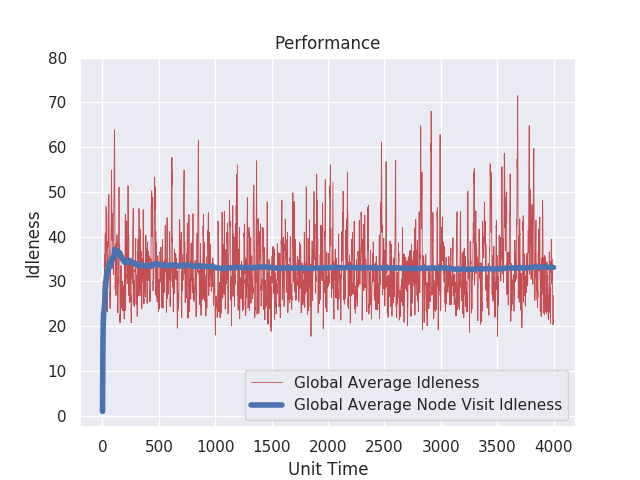 Performance
80
70
60
50
40
30
20
10
0
Idleness
0 500 1000 1500 2000 2500 3000 3500 4000
Unit Time
Global Average Idleness
Global Average Node Visit Idleness